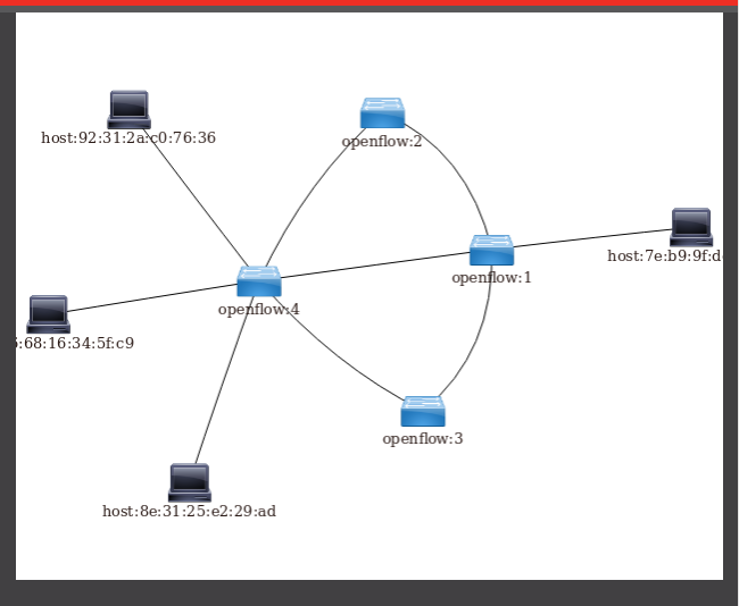 host:92:31:2a:c0:76:36
openflow:2
host:7e:b9:9f:d
openflow:1
openflow:4
:68:16:34:5f:c9
openflow:3
host:8e:31:25:e2:29:ad